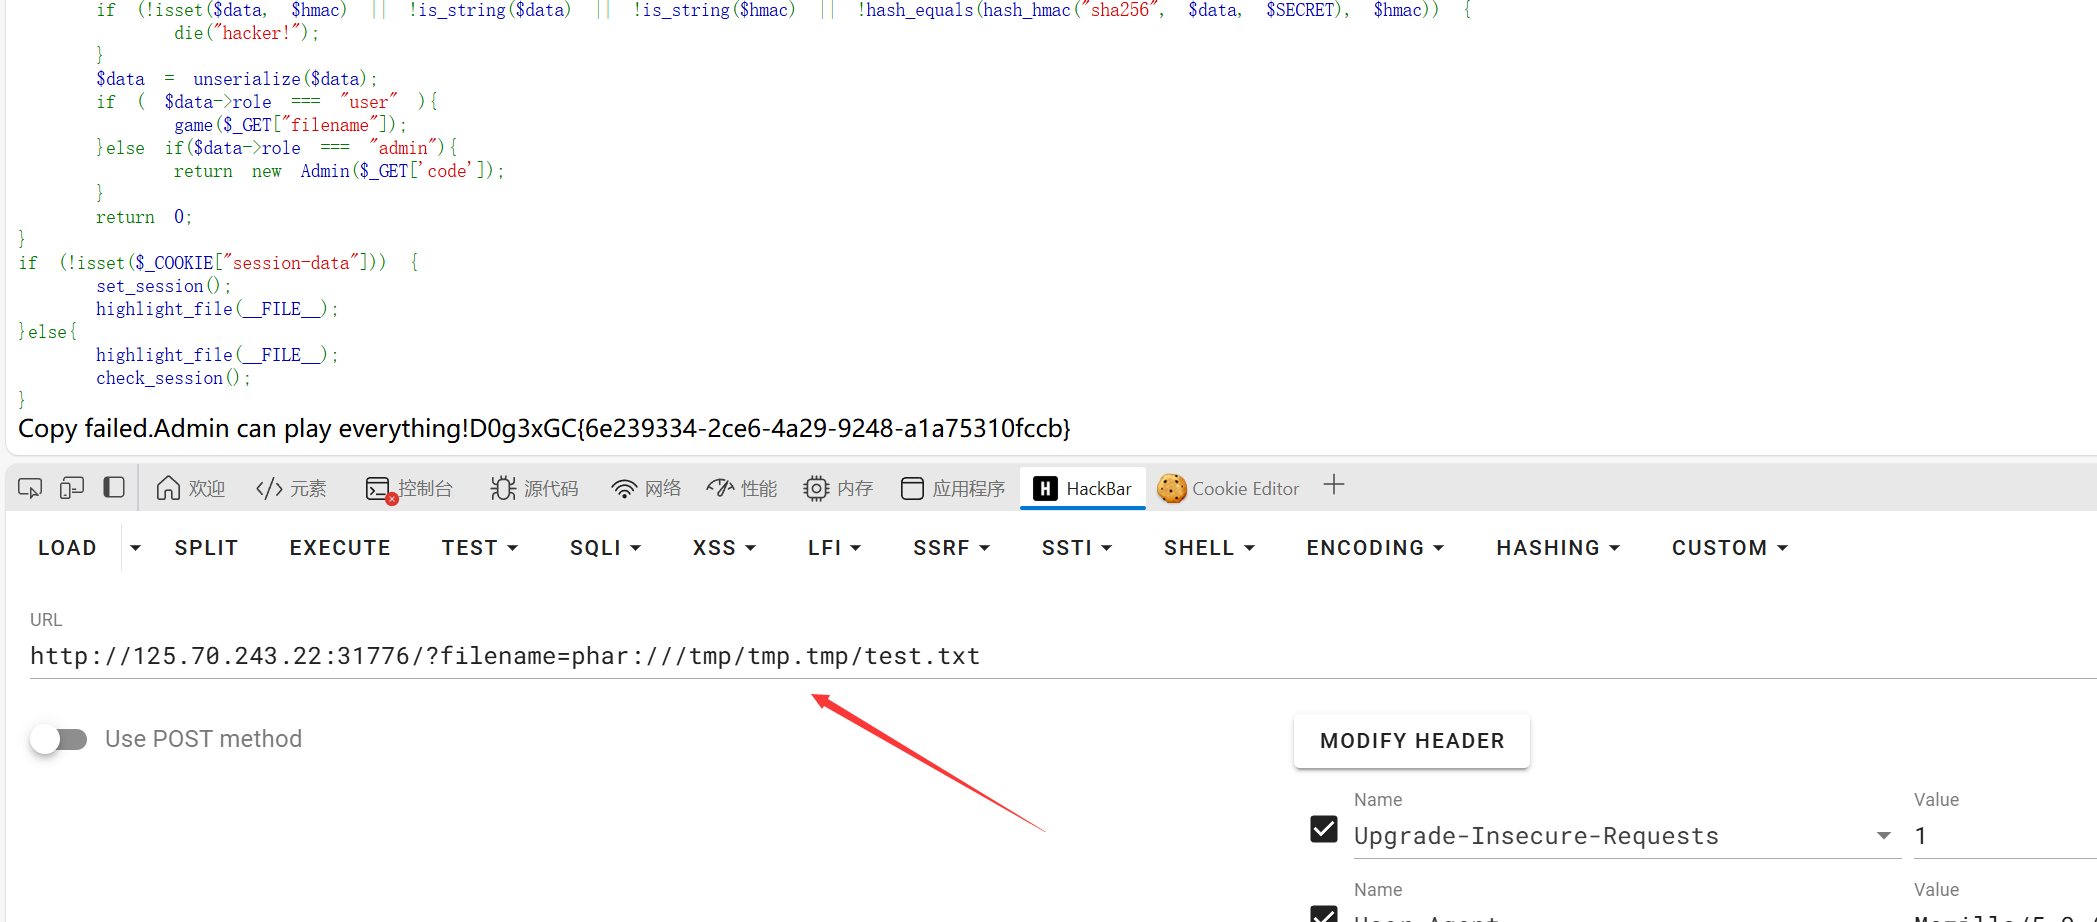 if (!isset($data, $hmac) || !is_string($data) || !is_string($hmac) || !hash_equals(hash_hmac("sha256", $data, $SECRET), $hmac)) {
die("hacker!");
}
$data = unserialize($data);
if ( $data->role === "user" ){
game($_GET["filename"]);
}else if($data->role === "admin"){
return new Admin($_GET['code']);
}
return 0;
}
if (!isset($_COOKIE["session-data"])) {
set_session();
highlight_file(__FILE__);
}else{
highlight_file(__FILE__);
check_session();
}
Copy failed.Admin can play everything!D0g3xGC{6e239334-2ce6-4a29-9248-a1a75310fccb}
欢迎 </> 元素 控制台 源代码 网络 性能 内存 应用程序 H HackBar Cookie Editor +
LOAD SPLIT EXECUTE TEST SQLI XSS LFI SSRF SSTI SHELL ENCODING HASHING CUSTOM
URL
http://125.70.243.22:31776/?filename=phar:///tmp/tmp.tmp/test.txt
Use POST method
MODIFY HEADER
Name Value
Upgrade-Insecure-Requests 1
Name Value